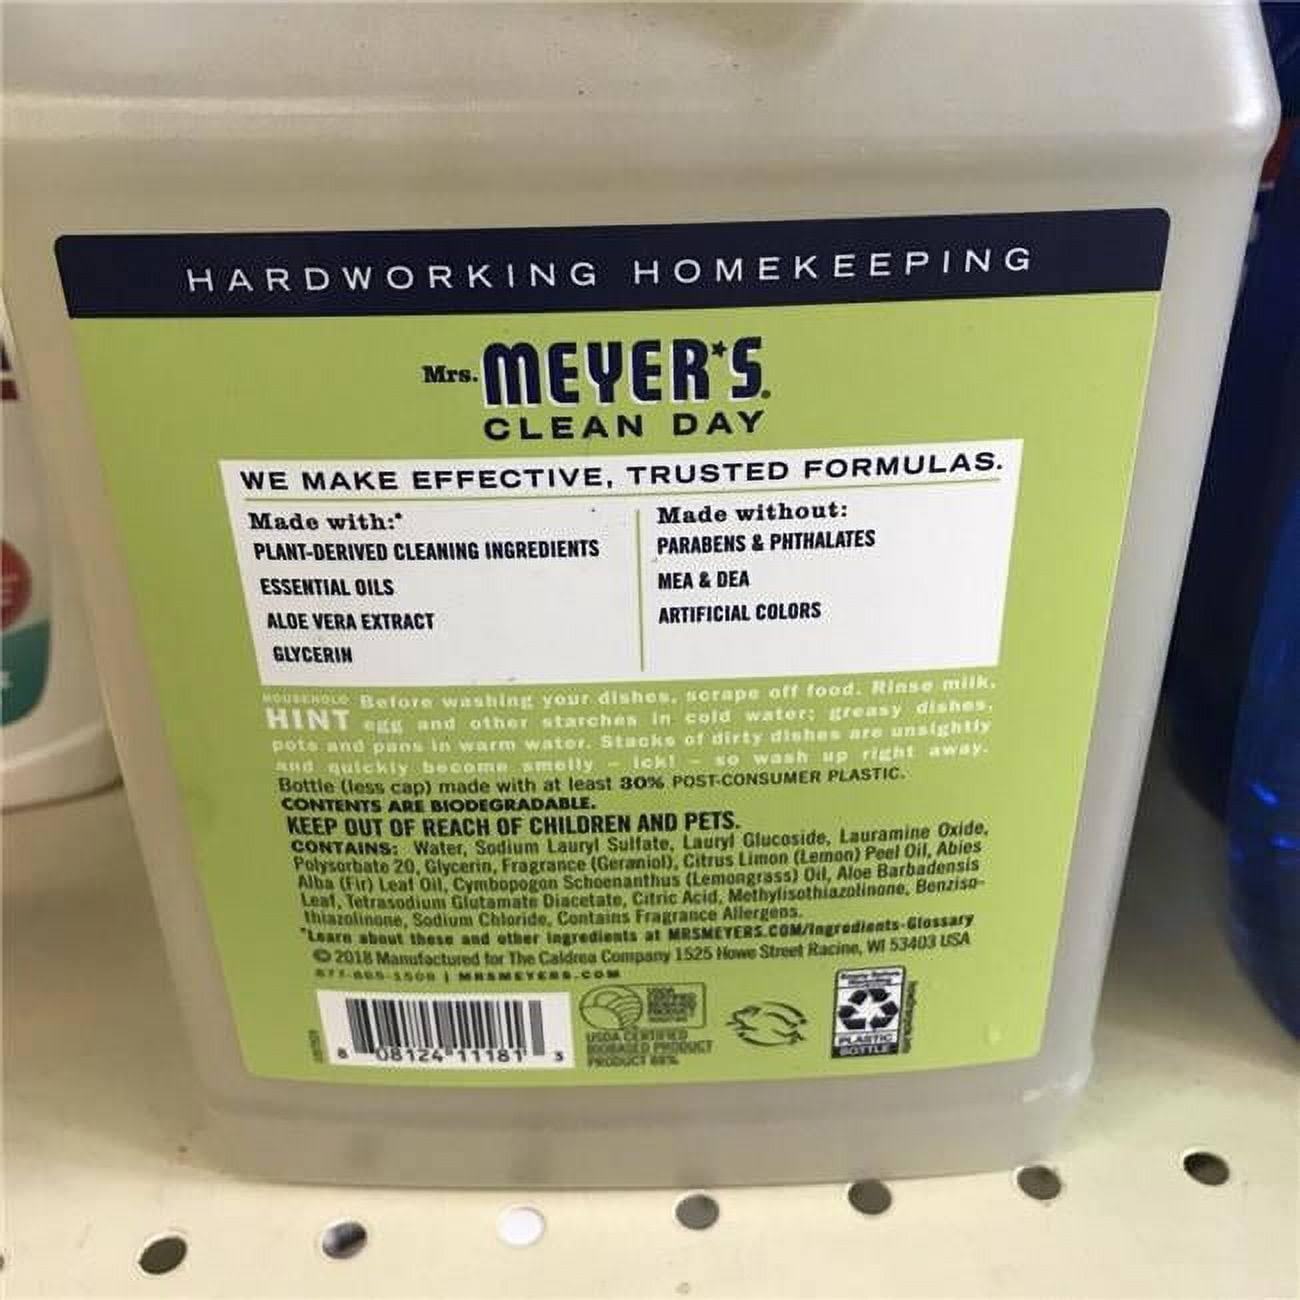 HARDWORKING HOMEKEEPING
Mrs. MEYER'S.
CLEAN DAY
WE MAKE EFFECTIVE, TRUSTED FORMULAS.
Made with:*
PLANT-DERIVED CLEANING INGREDIENTS
ESSENTIAL OILS
ALOE VERA EXTRACT
GLYCERIN
Made without:
PARABENS & PHTHALATES
MEA & DEA
ARTIFICIAL COLORS
HOUSEHOLD HINT Before washing your dishes, scrape off food. Rinse milk,
egg and other starches in cold water; greasy dishes,
pots and pans in warm water. Stacks of dirty dishes are unsightly
and quickly become smelly – ick! – so wash up right away.
Bottle (less cap) made with at least 30% POST-CONSUMER PLASTIC.
CONTENTS ARE BIODEGRADABLE.
KEEP OUT OF REACH OF CHILDREN AND PETS.
CONTAINS: Water, Sodium Lauryl Sulfate, Lauryl Glucoside, Lauramine Oxide,
Polysorbate 20, Glycerin, Fragrance (Geraniol), Citrus Limon (Lemon) Peel Oil, Abies
Alba (Fir) Leaf Oil, Cymbopogon Schoenanthus (Lemongrass) Oil, Aloe Barbadensis
Leaf, Tetrasodium Glutamate Diacetate, Citric Acid, Methylisothiazolinone, Benziso-
thiazolinone, Sodium Chloride, Contains Fragrance Allergens.
*Learn about these and other ingredients at MRSMEYERS.COM/Ingredients-Glossary
© 2018 Manufactured for The Caldrea Company 1525 Howe Street Racine, WI 53403 USA
877-865-1508 | MRSMEYERS.COM
8 08124 11181 3
USDA CERTIFIED
BIOBASED PRODUCT
PRODUCT
PLASTIC
BOTTLE